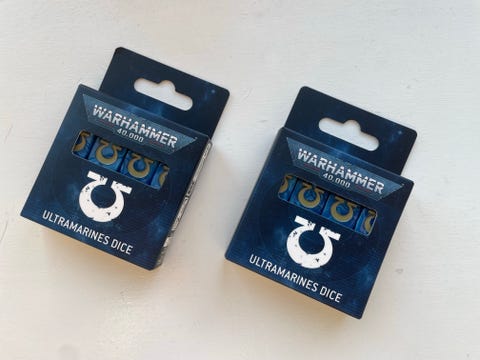 WARHAMMER
40,000
ULTRAMARINES DICE
WARHAMMER
40,000
ULTRAMARINES DICE